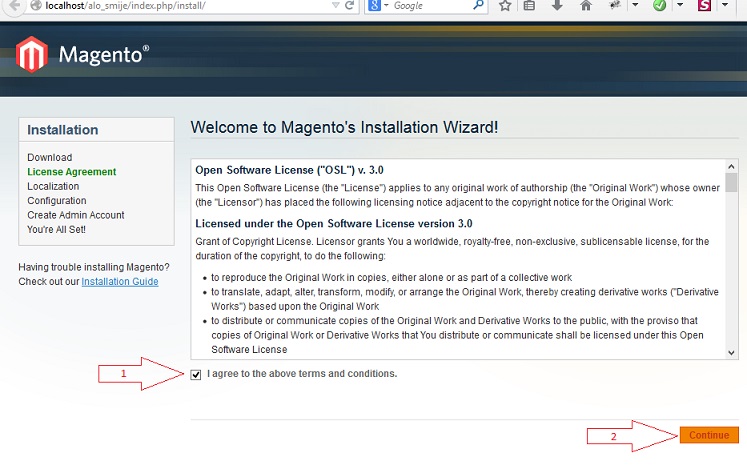 localhost/alo_smije/index.php/install/
Google
Magento®
Installation
Download
License Agreement
Localization
Configuration
Create Admin Account
You're All Set!
Having trouble installing Magento?
Check out our Installation Guide
Welcome to Magento's Installation Wizard!
Open Software License ("OSL") v. 3.0
This Open Software License (the "License") applies to any original work of authorship (the "Original Work") whose owner
(the "Licensor") has placed the following licensing notice adjacent to the copyright notice for the Original Work:
Licensed under the Open Software License version 3.0
Grant of Copyright License. Licensor grants You a worldwide, royalty-free, non-exclusive, sublicensable license, for the
duration of the copyright, to do the following:
• to reproduce the Original Work in copies, either alone or as part of a collective work
• to translate, adapt, alter, transform, modify, or arrange the Original Work, thereby creating derivative works ("Derivative
Works") based upon the Original Work
• to distribute or communicate copies of the Original Work and Derivative Works to the public, with the proviso that
copies of Original Work or Derivative Works that You distribute or communicate shall be licensed under this Open
Software License
1
I agree to the above terms and conditions.
2
Continue